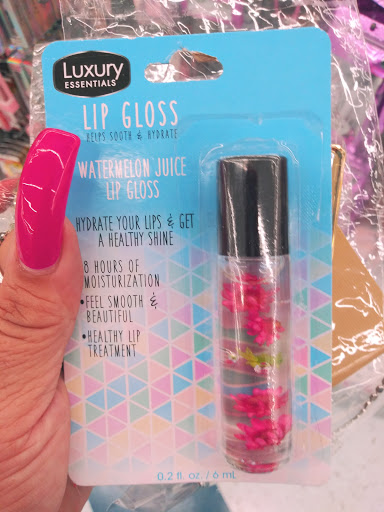 Luxury
ESSENTIALS
LIP GLOSS
HELPS SOOTH & HYDRATE
WATERMELON JUICE
LIP GLOSS
HYDRATE YOUR LIPS & GET
A HEALTHY SHINE
8 HOURS OF
MOISTURIZATION
•FEEL SMOOTH &
BEAUTIFUL
•HEALTHY LIP
TREATMENT
0.2 fl. oz. / 6 mL